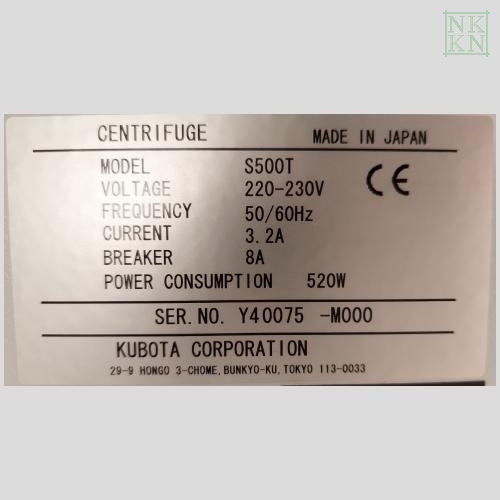 NK
KN
CENTRIFUGE MADE IN JAPAN
MODEL S500T
VOLTAGE 220-230V
CE
FREQUENCY 50/60Hz
CURRENT 3.2A
BREAKER 8A
POWER CONSUMPTION 520W
SER.NO. Y40075 -M000
KUBOTA CORPORATION
29-9 HONGO 3-CHOME, BUNKYO-KU, TOKYO 113-0033